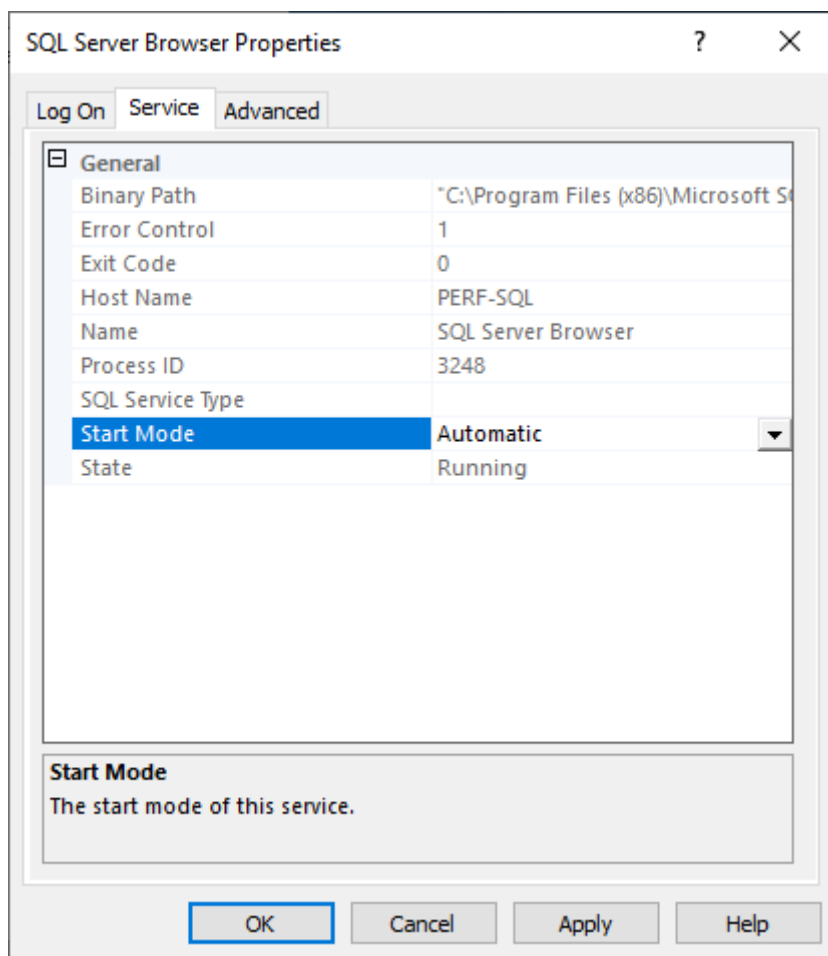 SQL Server Browser Properties ?
Log On Service Advanced
General
Binary Path "C:\Program Files (x86)\Microsoft
Error Control 1
Exit Code 0
Host Name PERF-SQL
Name SQL Server Browser
Process ID 3248
SQL Service Type
Start Mode Automatic
State Running
Start Mode
The start mode of this service.
OK Cancel Apply Help